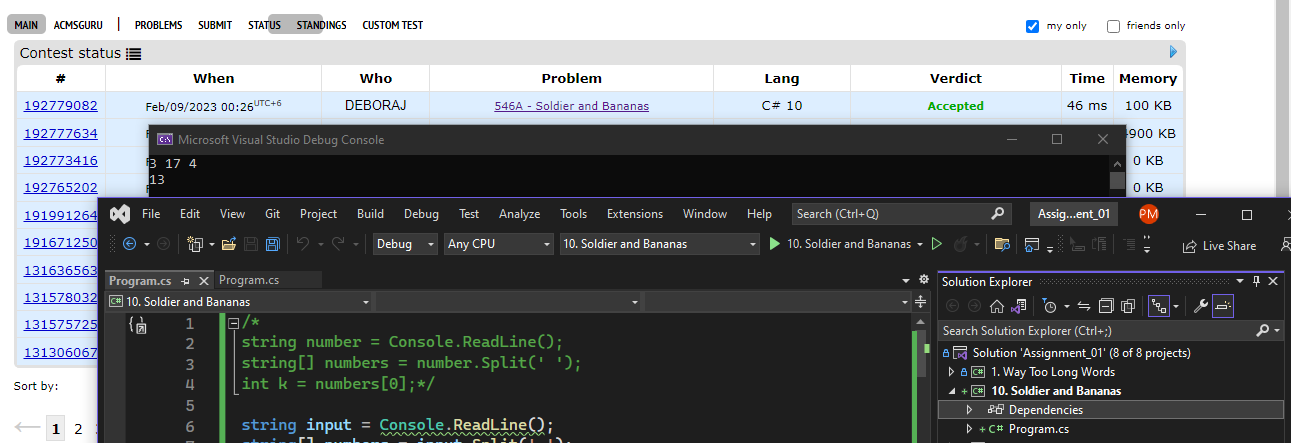 MAIN ACMSGURU | PROBLEMS SUBMIT STATUS STANDINGS CUSTOM TEST my only friends only
Contest status
# When Who Problem Lang Verdict Time Memory
192779082 Feb/09/2023 00:26UTC+6 DEBORAJ 546A - Soldier and Bananas C# 10 Accepted 46 ms 100 KB
192777634 900 KB
Microsoft Visual Studio Debug Console
192773416 3 17 4 0 KB
192765202 13 0 KB
191991264 File Edit View Git Project Build Debug Test Analyze Tools Extensions Window Help Search (Ctrl+Q) Assig...ent_01 PM
191671250 Debug Any CPU 10. Soldier and Bananas 10. Soldier and Bananas Live Share
131636563
131578032 Program.cs Program.cs Solution Explorer
10. Soldier and Bananas
131575725 1 /* Search Solution Explorer (Ctrl+;)
2 string number = Console.ReadLine();
131306067 3 string[] numbers = number.Split(' '); Solution 'Assignment_01' (8 of 8 projects)
1. Way Too Long Words
Sort by: 4 int k = numbers[0];*/ 10. Soldier and Bananas
5 Dependencies
1 2 6 string input = Console.ReadLine(); Program.cs
string[] numbers = input.Split(' ');